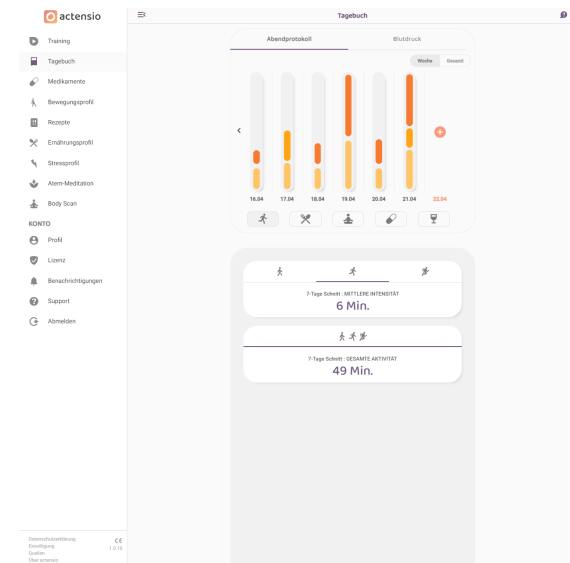 actensio
Training
Tagebuch
Medikamente
Bewegungsprofil
Rezepte
Ernährungsprofil
Stressprofil
Atem-Meditation
Body Scan
KONTO
Profil
Lizenz
Benachrichtigungen
Support
Abmelden
Datenschutzerklärung
Einwilligung
Quellen
Über actensio
CE
1.0.16
Tagebuch
Abendprotokoll
Blutdruck
Woche
Gesamt
16.04 17.04 18.04 19.04 20.04 21.04 22.04
7-Tage Schnitt : MITTLERE INTENSITÄT
6 Min.
7-Tage Schnitt : GESAMTE AKTIVITÄT
49 Min.